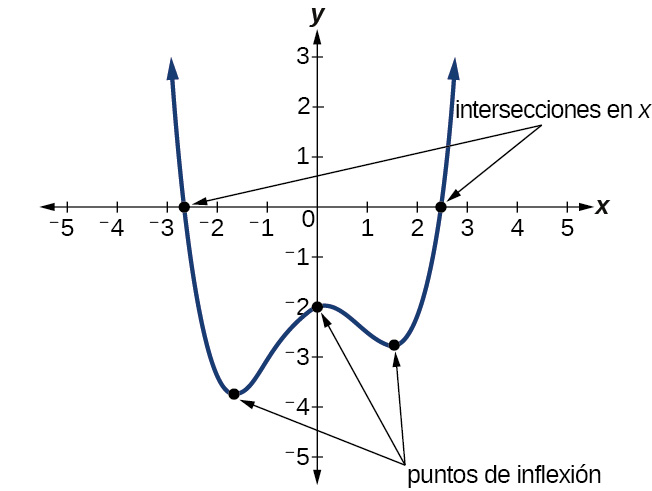 y
3
2
intersecciones en x
1
−5 −4 −3 −2 −1 0 1 2 3 4 5 x
−1
−2
−3
−4
−5
puntos de inflexión